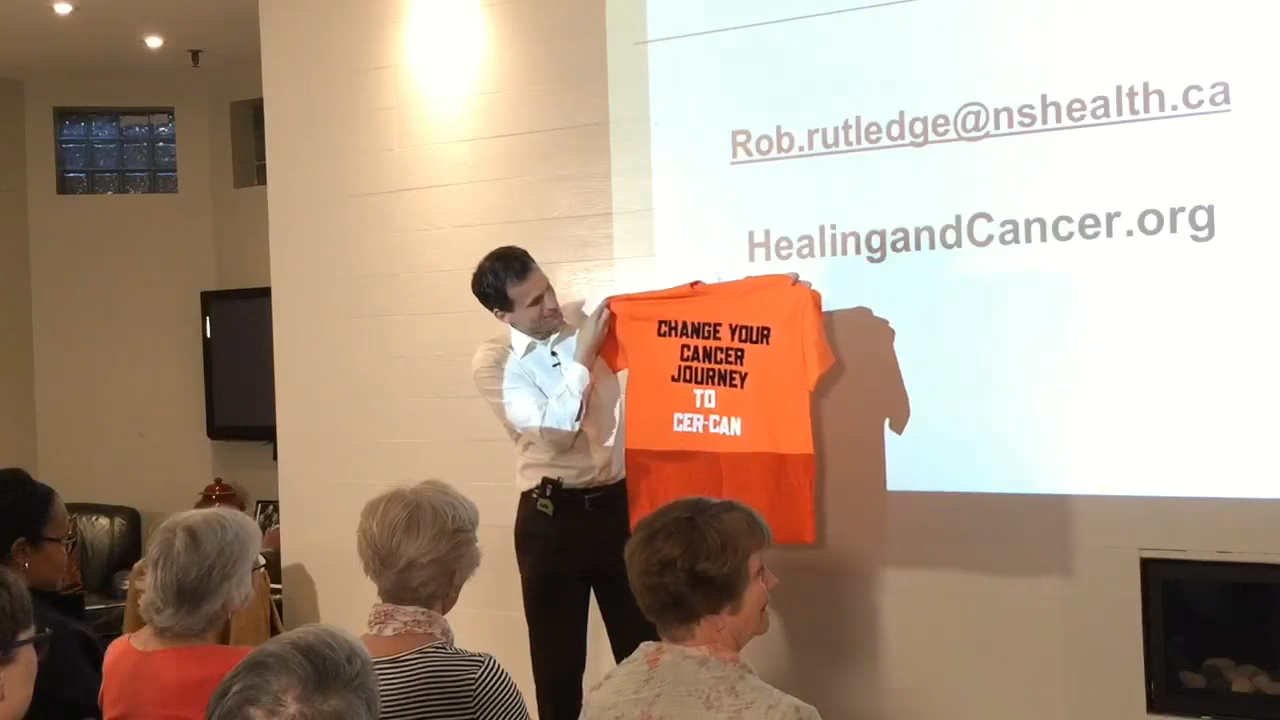 Rob.rutledge@nshealth.ca
HealingandCancer.org
CHANGE YOUR
CANCER
JOURNEY
TO
CER-CAN